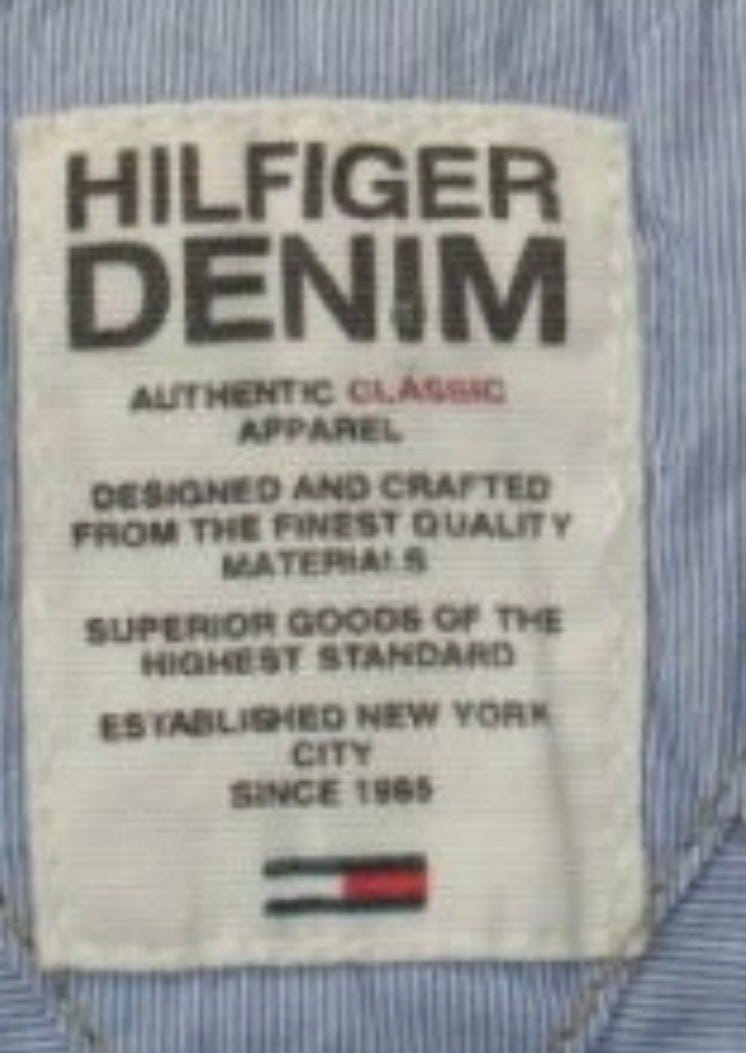 HILFIGER
DENIM
AUTHENTIC CLASSIC
APPAREL
DESIGNED AND CRAFTED
FROM THE FINEST QUALITY
MATERIALS
SUPERIOR GOODS OF THE
HIGHEST STANDARD
ESTABLISHED NEW YORK
CITY
SINCE 1985